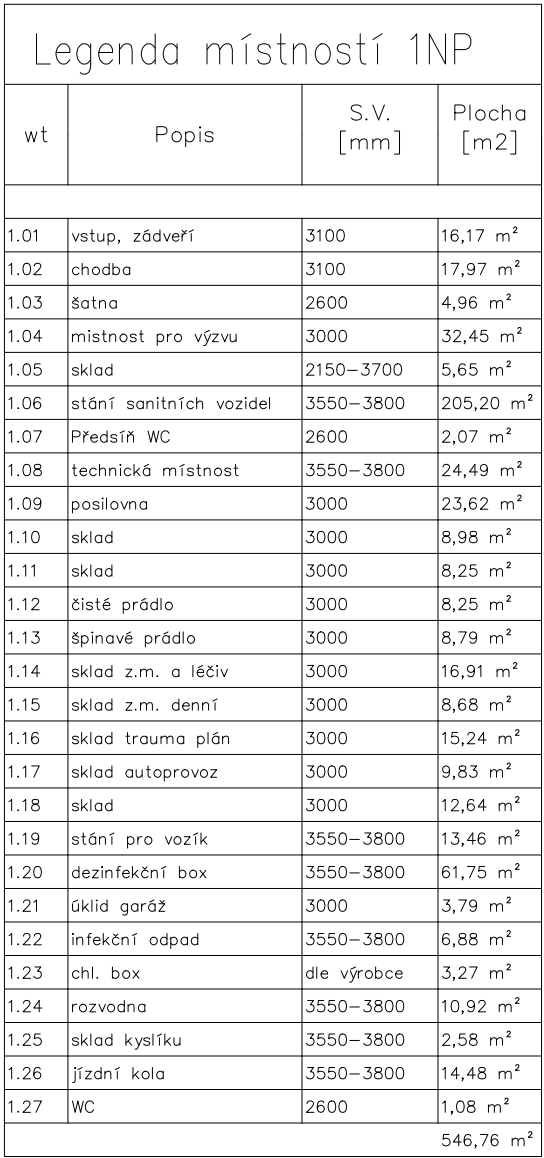 Legenda místností 1NP
wt Popis S.V. [mm] Plocha [m2]
1.01 vstup, zádveří 3100 16,17 m²
1.02 chodba 3100 17,97 m²
1.03 šatna 2600 4,96 m²
1.04 mistnost pro výzvu 3000 32,45 m²
1.05 sklad 2150–3700 5,65 m²
1.06 stání sanitních vozidel 3550–3800 205,20 m²
1.07 Předsíň WC 2600 2,07 m²
1.08 technická místnost 3550–3800 24,49 m²
1.09 posilovna 3000 23,62 m²
1.10 sklad 3000 8,98 m²
1.11 sklad 3000 8,25 m²
1.12 čisté prádlo 3000 8,25 m²
1.13 špinavé prádlo 3000 8,79 m²
1.14 sklad z.m. a léčiv 3000 16,91 m²
1.15 sklad z.m. denní 3000 8,68 m²
1.16 sklad trauma plán 3000 15,24 m²
1.17 sklad autoprovoz 3000 9,83 m²
1.18 sklad 3000 12,64 m²
1.19 stání pro vozík 3550–3800 13,46 m²
1.20 dezinfekční box 3550–3800 61,75 m²
1.21 úklid garáž 3000 3,79 m²
1.22 infekční odpad 3550–3800 6,88 m²
1.23 chl. box dle výrobce 3,27 m²
1.24 rozvodna 3550–3800 10,92 m²
1.25 sklad kyslíku 3550–3800 2,58 m²
1.26 jízdní kola 3550–3800 14,48 m²
1.27 WC 2600 1,08 m²
546,76 m²